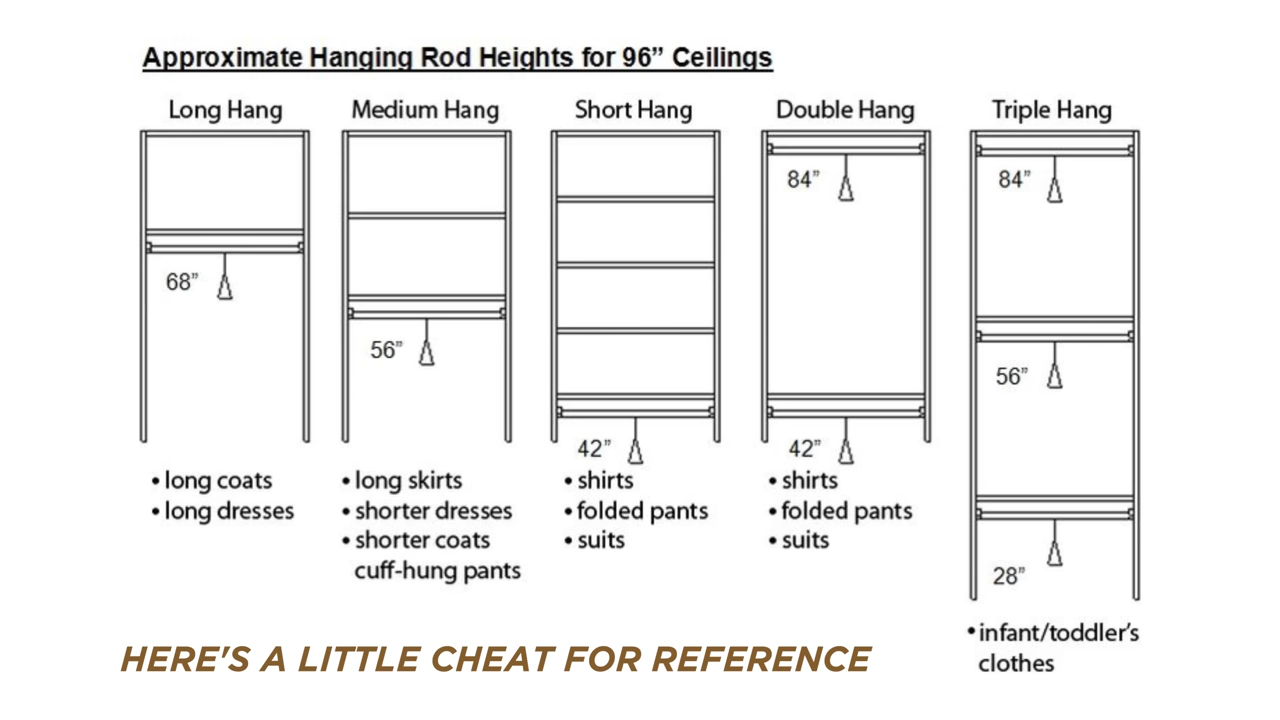 Approximate Hanging Rod Heights for 96” Ceilings
Long Hang
Medium Hang
Short Hang
Double Hang
Triple Hang
68”
56”
42”
84”
42”
84”
56”
28”
• long coats
• long dresses
• long skirts
• shorter dresses
• shorter coats
cuff-hung pants
• shirts
• folded pants
• suits
• shirts
• folded pants
• suits
• infant/toddler’s
clothes
HERE'S A LITTLE CHEAT FOR REFERENCE